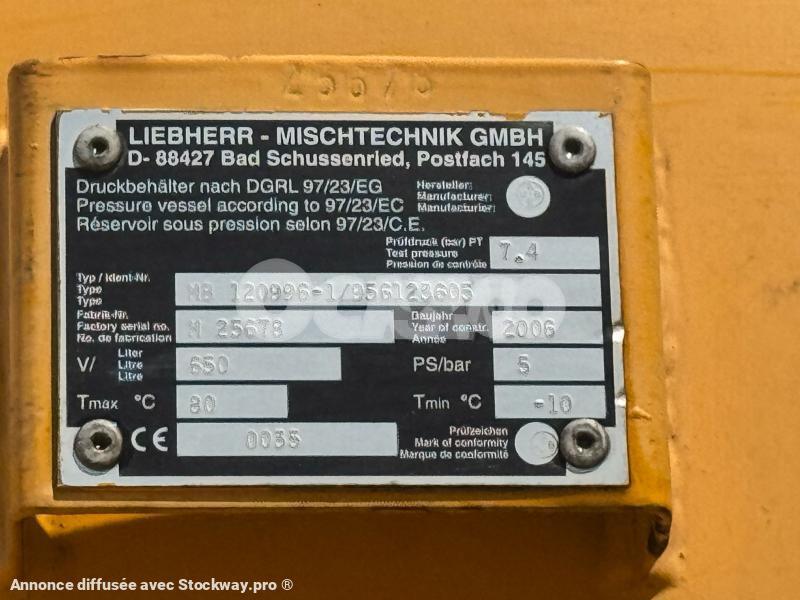 LIEBHERR - MISCHTECHNIK GMBH
D- 88427 Bad Schussenried, Postfach 145
Druckbehälter nach DGRL 97/23/EG
Pressure vessel according to 97/23/EC
Réservoir sous pression selon 97/23/C.E.
Hersteller:
Manufacturer:
Manufacturier:
Prüfdruck (bar) PT
Test pressure
Pression de contrôle
7,4
Typ / Ident-Nr.
Type
Type
MB 120996-1/956123605
Fabrik-Nr.
Factory serial no.
No. de fabrication
M 25678
Baujahr
Year of constr.
Année
2006
V/
Liter
Litre
Litre
650
PS/bar
5
Tmax °C
80
Tmin °C
-10
CE
0035
Prüfzeichen
Mark of conformity
Marque de conformité
Annonce diffusée avec Stockway.pro ®